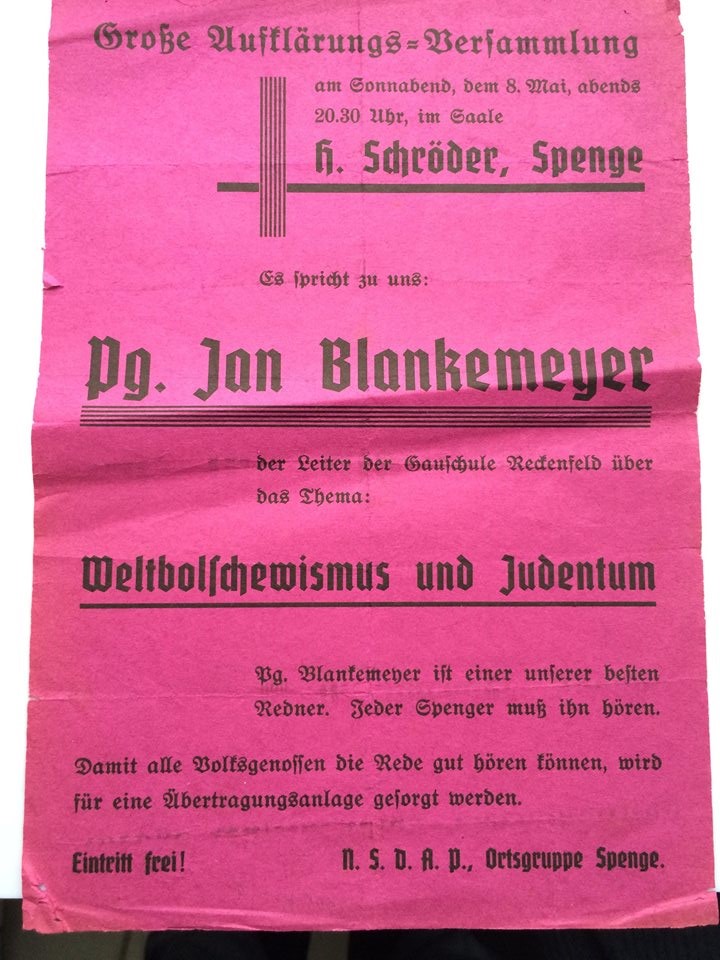 Große Aufklärungs=Versammlung
am Sonnabend, dem 8. Mai, abends
20.30 Uhr, im Saale
H. Schröder, Spenge
Es spricht zu uns:
Pg. Jan Blankemeyer
der Leiter der Gauschule Reckenfeld über
das Thema:
Weltbolschewismus und Judentum
Pg. Blankemeyer ist einer unserer besten
Redner. Jeder Spenger muß ihn hören.
Damit alle Volksgenossen die Rede gut hören können, wird
für eine Übertragungsanlage gesorgt werden.
Eintritt frei! N. S. D. A. P., Ortsgruppe Spenge.